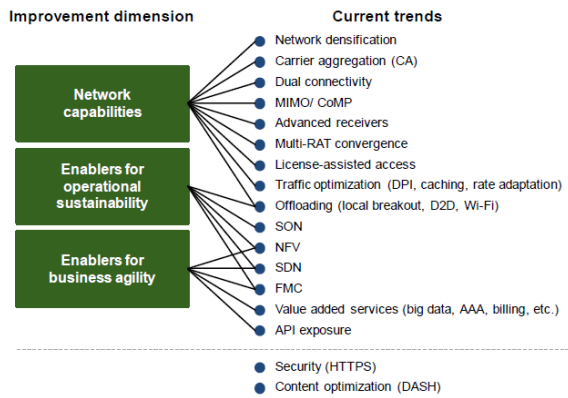 Improvement dimension
Current trends
Network
capabilities
Enablers for
operational
sustainability
Enablers for
business agility
Network densification
Carrier aggregation (CA)
Dual connectivity
MIMO/ CoMP
Advanced receivers
Multi-RAT convergence
License-assisted access
Traffic optimization (DPI, caching, rate adaptation)
Offloading (local breakout, D2D, Wi-Fi)
SON
NFV
SDN
FMC
Value added services (big data, AAA, billing, etc.)
API exposure
Security (HTTPS)
Content optimization (DASH)